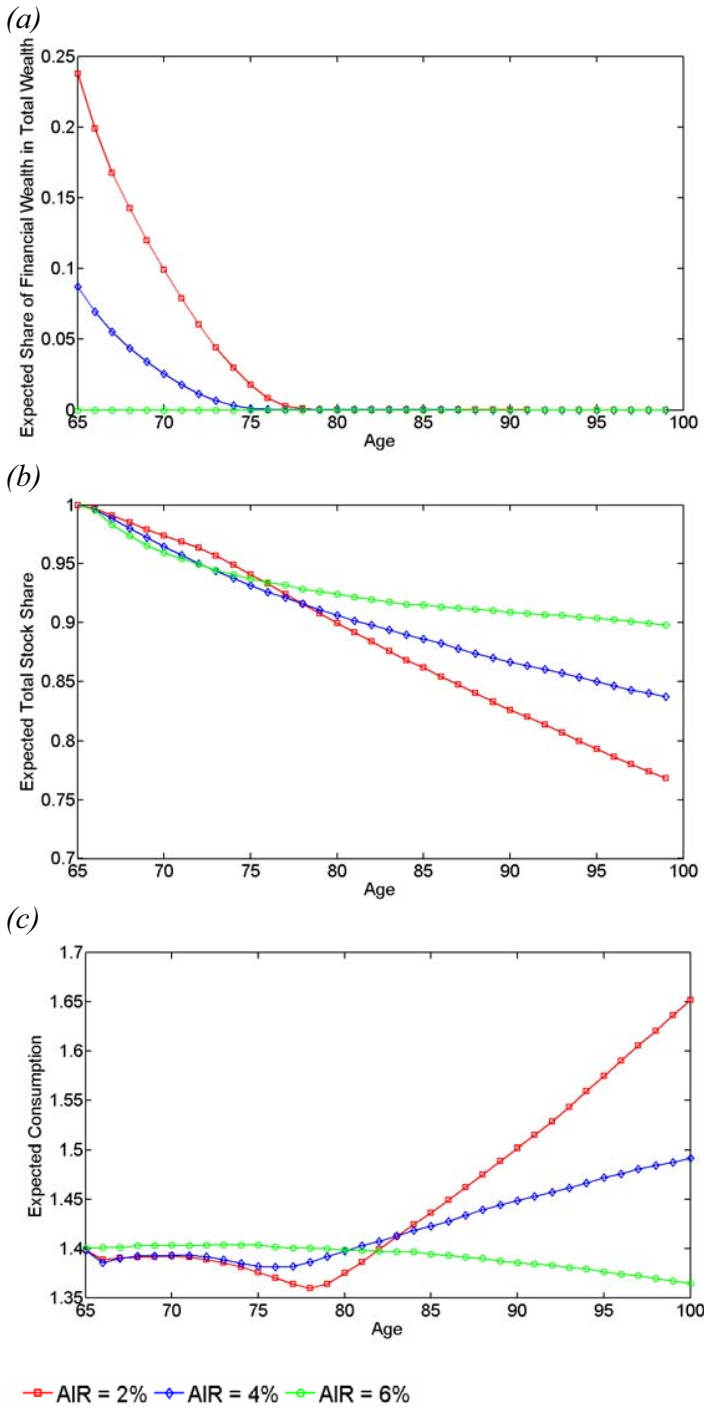 (a)
Expected Share of Financial Wealth in Total Wealth
0.25
0.2
0.15
0.1
0.05
0
65 70 75 80 85 90 95 100
Age
(b)
Expected Total Stock Share
1
0.95
0.9
0.85
0.8
0.75
0.7
65 70 75 80 85 90 95 100
Age
(c)
Expected Consumption
1.7
1.65
1.6
1.55
1.5
1.45
1.4
1.35
65 70 75 80 85 90 95 100
Age
AIR = 2% AIR = 4% AIR = 6%